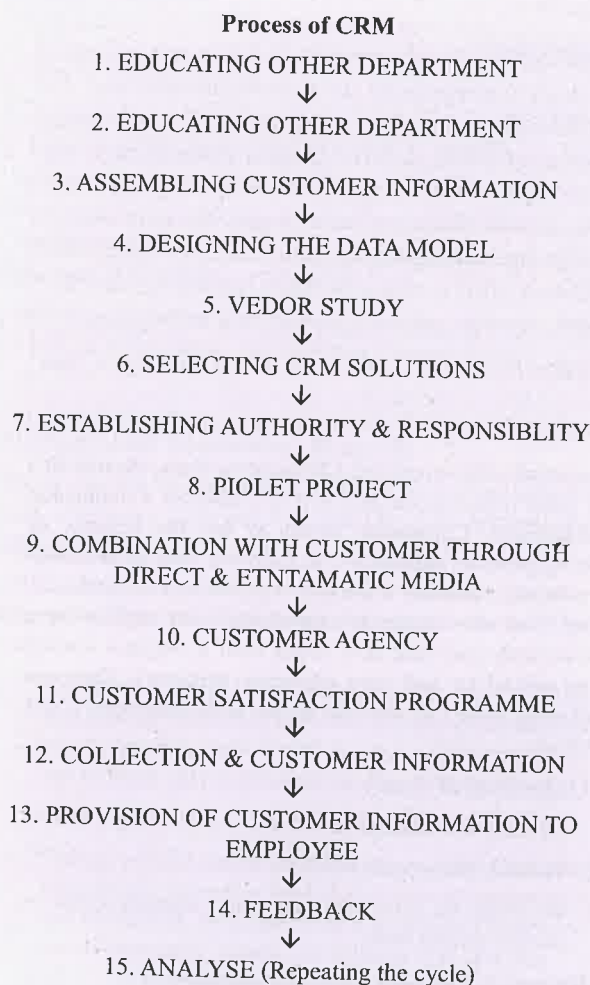 Process of CRM
1. EDUCATING OTHER DEPARTMENT
↓
2. EDUCATING OTHER DEPARTMENT
↓
3. ASSEMBLING CUSTOMER INFORMATION
↓
4. DESIGNING THE DATA MODEL
↓
5. VEDOR STUDY
↓
6. SELECTING CRM SOLUTIONS
↓
7. ESTABLISHING AUTHORITY & RESPONSIBLITY
↓
8. PIOLET PROJECT
↓
9. COMBINATION WITH CUSTOMER THROUGH
DIRECT & ETNTAMATIC MEDIA
↓
10. CUSTOMER AGENCY
↓
11. CUSTOMER SATISFACTION PROGRAMME
↓
12. COLLECTION & CUSTOMER INFORMATION
↓
13. PROVISION OF CUSTOMER INFORMATION TO
EMPLOYEE
↓
14. FEEDBACK
↓
15. ANALYSE (Repeating the cycle)